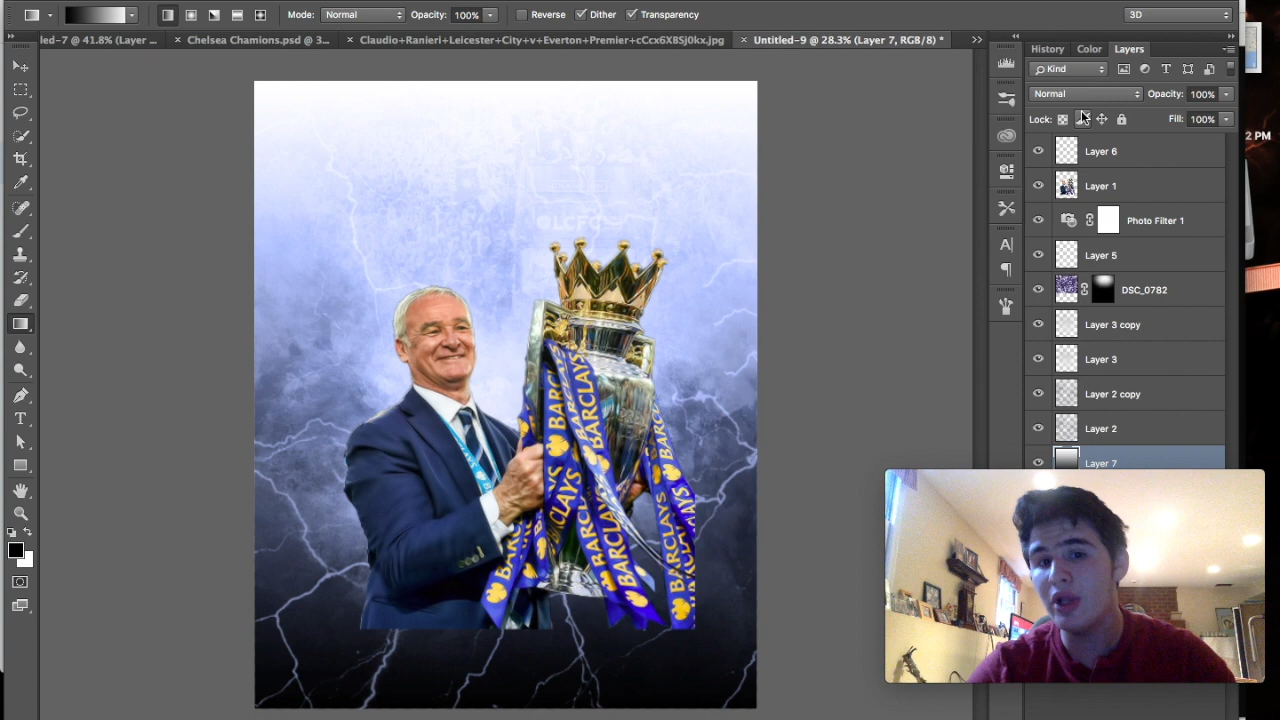 Mode: Normal Opacity: 100% Reverse Dither Transparency 3D
led-7 @ 41.8% (Layer ... × Chelsea Chamions.psd @ 3... × Claudio+Ranieri+Leicester+City+v+Everton+Premier+cCcx6XBSj0kx.jpg × Untitled-9 @ 28.3% (Layer 7, RGB/8) *
History Color Layers
Kind
Normal Opacity: 100%
Lock: Fill: 100%
2 PM
Layer 6
Layer 1
Photo Filter 1
LCFC
Layer 5
DSC_0782
Layer 3 copy
Layer 3
Layer 2 copy
Layer 2
Layer 7
BARCLAYS
BARCLAYS
BARCLAYS
BARCLAYS
BARCLAYS
BARCLAYS